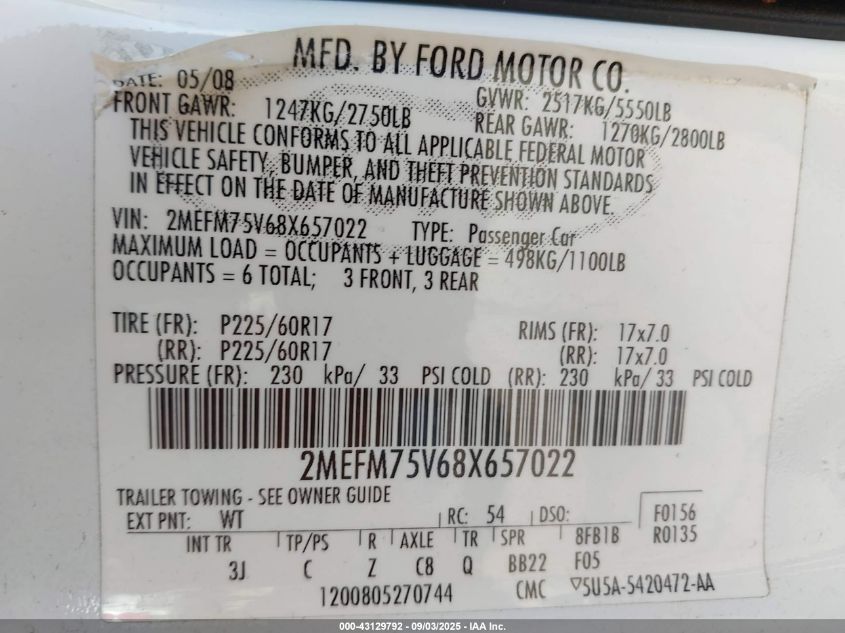 MFD. BY FORD MOTOR CO.
DATE: 05/08 GVWR: 2517KG/5550LB
FRONT GAWR: 1247KG/2750LB REAR GAWR: 1270KG/2800LB
THIS VEHICLE CONFORMS TO ALL APPLICABLE FEDERAL MOTOR
VEHICLE SAFETY, BUMPER, AND THEFT PREVENTION STANDARDS
IN EFFECT ON THE DATE OF MANUFACTURE SHOWN ABOVE.
VIN: 2MEFM75V68X657022 TYPE: Passenger Car
MAXIMUM LOAD = OCCUPANTS + LUGGAGE = 498KG/1100LB
OCCUPANTS = 6 TOTAL; 3 FRONT, 3 REAR
TIRE (FR): P225/60R17 RIMS (FR): 17x7.0
(RR): P225/60R17 (RR): 17x7.0
PRESSURE (FR): 230 kPa/ 33 PSI COLD (RR): 230 kPa/ 33 PSI COLD
2MEFM75V68X657022
TRAILER TOWING - SEE OWNER GUIDE
EXT PNT: WT RC: 54 DSO: F0156
INT TR TP/PS R AXLE TR SPR 8FB1B R0135
3J C Z C8 Q BB22 F05
1200805270744 CMC ▽5U5A-5420472-AA
000-43129792 - 09/03/2025 - IAA Inc.